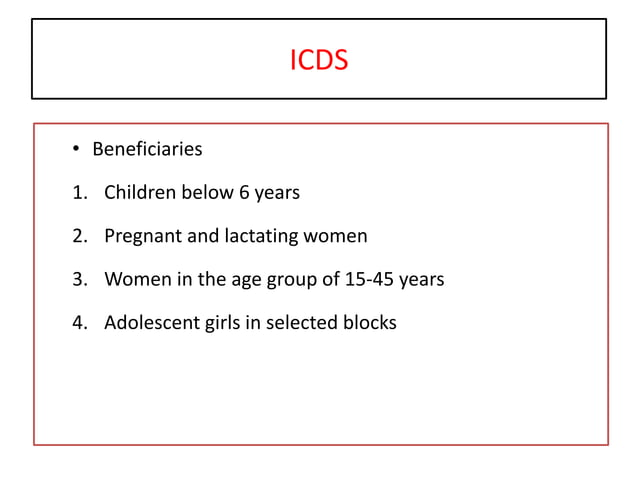 ICDS
• Beneficiaries
1. Children below 6 years
2. Pregnant and lactating women
3. Women in the age group of 15-45 years
4. Adolescent girls in selected blocks